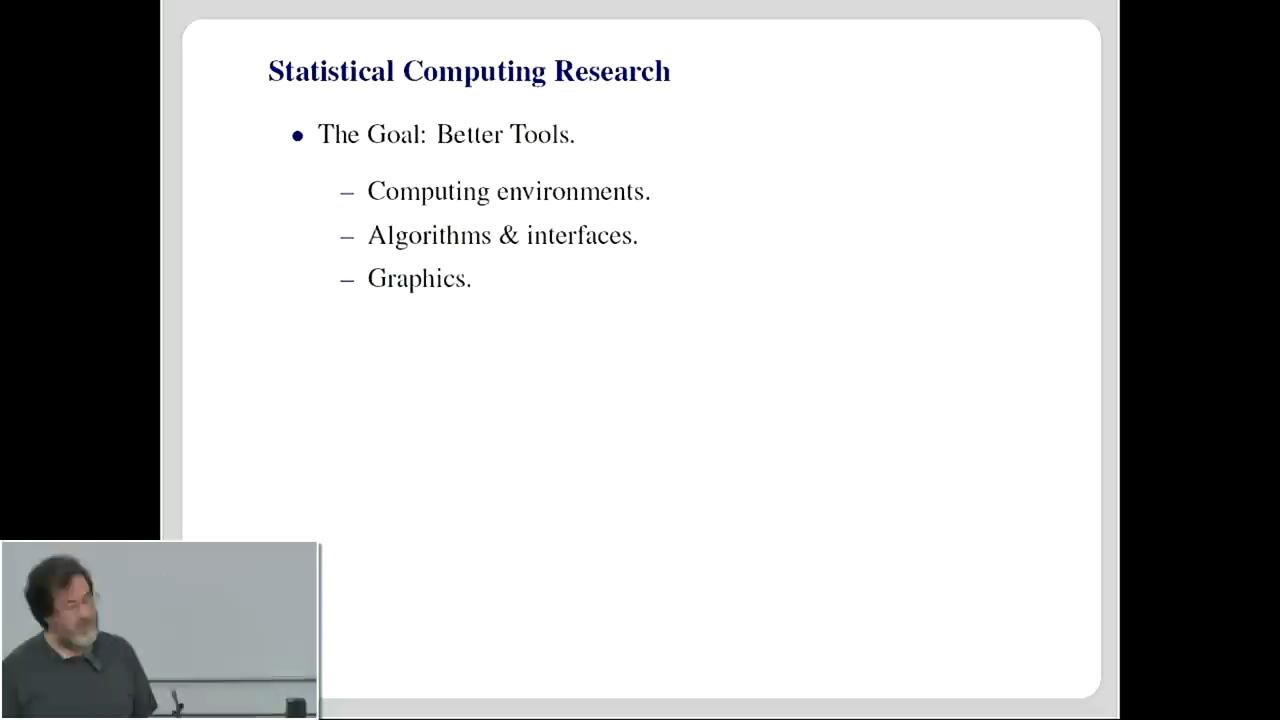 Statistical Computing Research
• The Goal: Better Tools.
– Computing environments.
– Algorithms & interfaces.
– Graphics.